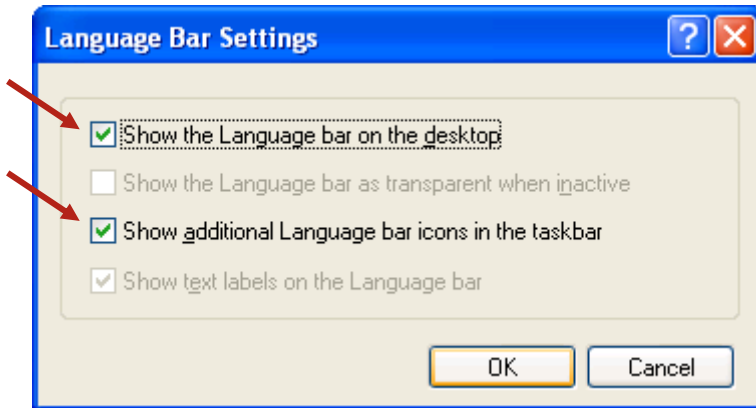 Language Bar Settings
Show the Language bar on the desktop
Show the Language bar as transparent when inactive
Show additional Language bar icons in the taskbar
Show text labels on the Language bar
OK Cancel